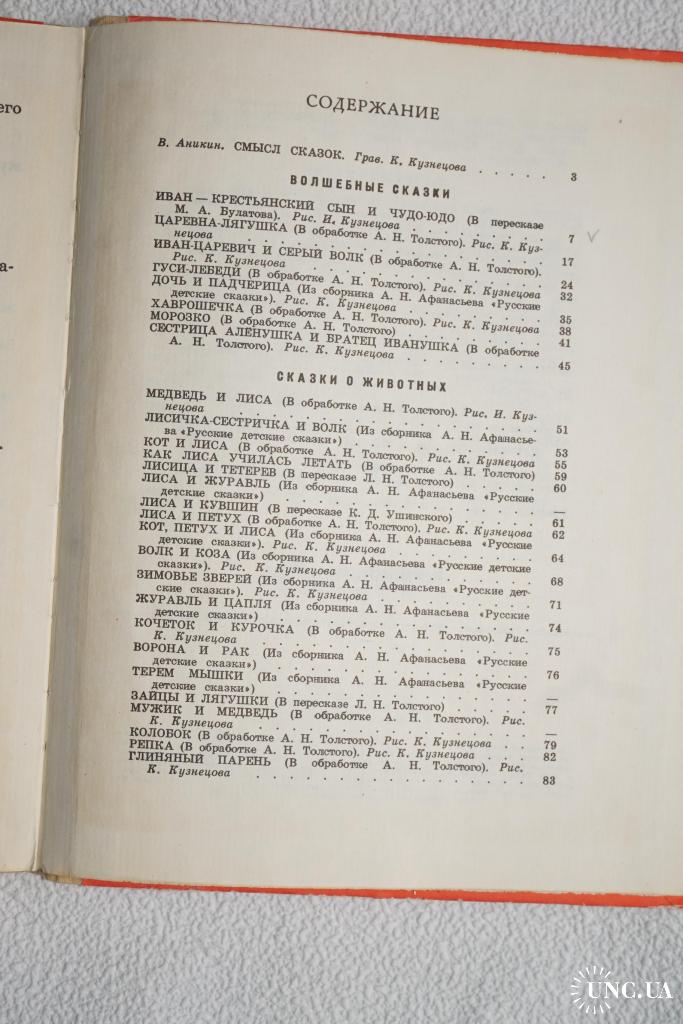 его
а-
СОДЕРЖАНИЕ
В. Аникин. СМЫСЛ СКАЗОК. Грав. К. Кузнецова . . . . . 3
ВОЛШЕБНЫЕ СКАЗКИ
ИВАН — КРЕСТЬЯНСКИЙ СЫН И ЧУДО-ЮДО (В пересказе
М. А. Булатова). Рис. И. Кузнецова . . . . . . . 7
ЦАРЕВНА-ЛЯГУШКА (В обработке А. Н. Толстого). Рис. К. Куз-
нецова . . . . . . . . . . . . . . 17
ИВАН-ЦАРЕВИЧ И СЕРЫЙ ВОЛК (В обработке А. Н. Толстого).
Рис. К. Кузнецова . . . . . . . . . . . . 24
ГУСИ-ЛЕБЕДИ (В обработке А. Н. Толстого). Рис. К. Кузнецова 32
ДОЧЬ И ПАДЧЕРИЦА (Из сборника А. Н. Афанасьева «Русские
детские сказки»). Рис. К. Кузнецова . . . . . . . 35
ХАВРОШЕЧКА (В обработке А. Н. Толстого). Рис. К. Кузнецова 38
МОРОЗКО (В обработке А. Н. Толстого) . . . . . . . 41
СЕСТРИЦА АЛЕНУШКА И БРАТЕЦ ИВАНУШКА (В обработке
А. Н. Толстого). Рис. К. Кузнецова . . . . . . . . 45
СКАЗКИ О ЖИВОТНЫХ
МЕДВЕДЬ И ЛИСА (В обработке А. Н. Толстого). Рис. И. Куз-
нецова . . . . . . . . . . . . . . 51
ЛИСИЧКА-СЕСТРИЧКА И ВОЛК (Из сборника А. Н. Афанасье-
ва «Русские детские сказки») . . . . . . . . . 53
КОТ И ЛИСА (В обработке А. Н. Толстого). Рис. К. Кузнецова 55
КАК ЛИСА УЧИЛАСЬ ЛЕТАТЬ (В обработке А. Н. Толстого) 59
ЛИСИЦА И ТЕТЕРЕВ (В пересказе Л. Н. Толстого) . . . . 60
ЛИСА И ЖУРАВЛЬ (Из сборника А. Н. Афанасьева «Русские
детские сказки») . . . . . . . . . . . . —
ЛИСА И КУВШИН (В пересказе К. Д. Ушинского) . . . . 61
ЛИСА И ПЕТУХ (В обработке А. Н. Толстого). Рис. К. Кузнецова 62
КОТ, ПЕТУХ И ЛИСА (Из сборника А. Н. Афанасьева «Русские
детские сказки»). Рис. К. Кузнецова . . . . . . . 64
ВОЛК И КОЗА (Из сборника А. Н. Афанасьева «Русские детские
сказки»). Рис. К. Кузнецова . . . . . . . . . 68
ЗИМОВЬЕ ЗВЕРЕЙ (Из сборника А. Н. Афанасьева «Русские дет-
ские сказки»). Рис. К. Кузнецова . . . . . . . . 71
ЖУРАВЛЬ И ЦАПЛЯ (Из сборника А. Н. Афанасьева «Русские
детские сказки») . . . . . . . . . . . . 74
КОЧЕТОК И КУРОЧКА (В обработке А. Н. Толстого). Рис.
К. Кузнецова . . . . . . . . . . . . . 75
ВОРОНА И РАК (Из сборника А. Н. Афанасьева «Русские
детские сказки») . . . . . . . . . . . . 76
ТЕРЕМ МЫШКИ (Из сборника А. Н. Афанасьева «Русские
детские сказки») . . . . . . . . . . . . —
ЗАЙЦЫ И ЛЯГУШКИ (В пересказе Л. Н. Толстого) . . . . 77
МУЖИК И МЕДВЕДЬ (В обработке А. Н. Толстого). Рис.
К. Кузнецова . . . . . . . . . . . . . —
КОЛОБОК (В обработке А. Н. Толстого). Рис. К. Кузнецова . . 79
РЕПКА (В обработке А. Н. Толстого). Рис. К. Кузнецова . . . 82
ГЛИНЯНЫЙ ПАРЕНЬ (В обработке А. Н. Толстого). Рис.
К. Кузнецова . . . . . . . . . . . . . 83
UNC.UA